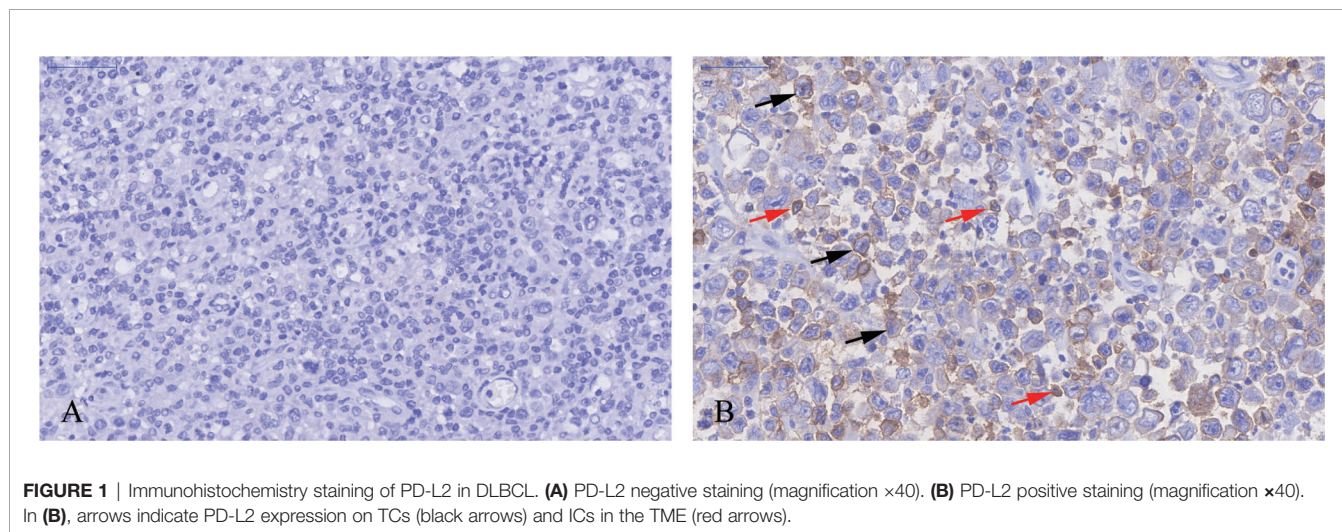 A
B
FIGURE 1 | Immunohistochemistry staining of PD-L2 in DLBCL. (A) PD-L2 negative staining (magnification ×40). (B) PD-L2 positive staining (magnification ×40).
In (B), arrows indicate PD-L2 expression on TCs (black arrows) and ICs in the TME (red arrows).